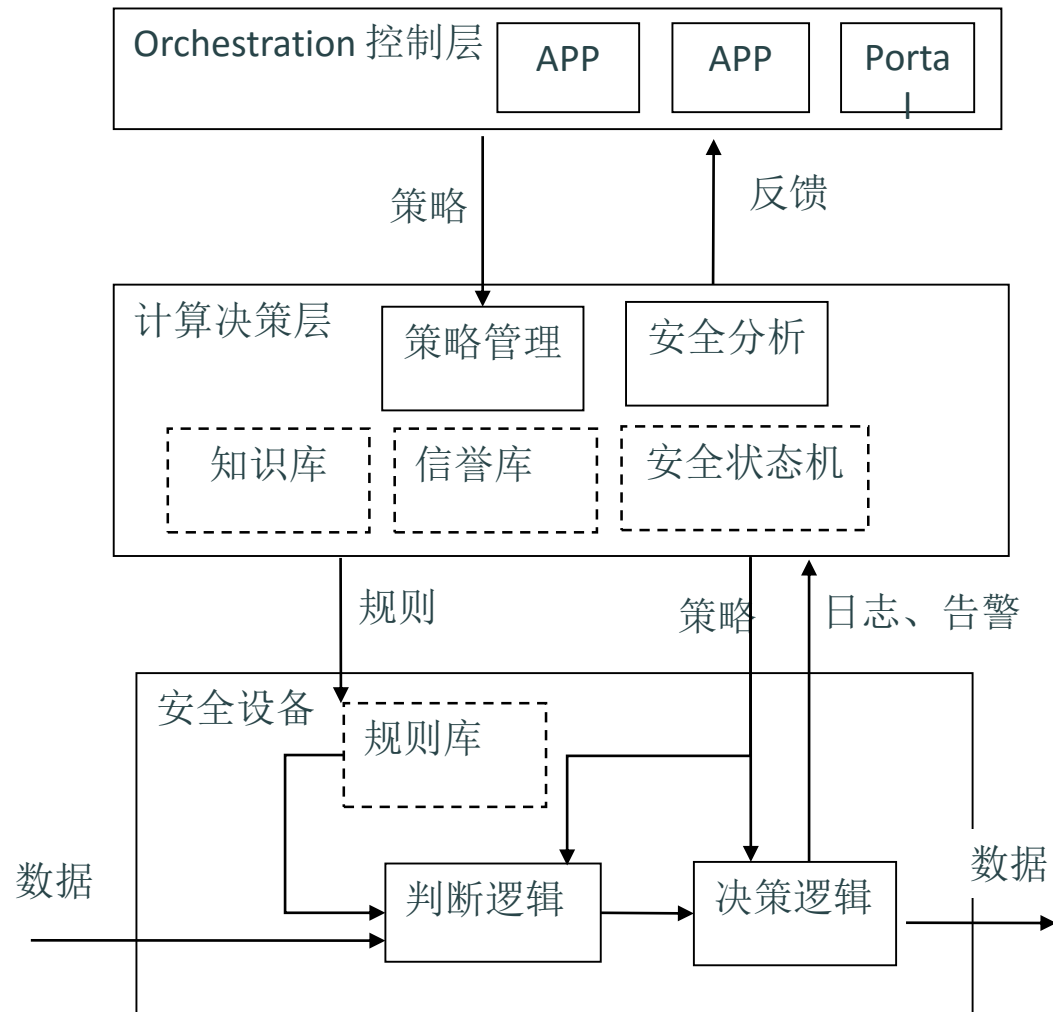 Orchestration 控制层
APP
APP
Porta
l
策略
反馈
计算决策层
策略管理
安全分析
知识库
信誉库
安全状态机
规则
策略
日志、告警
安全设备
规则库
数据
判断逻辑
决策逻辑
数据